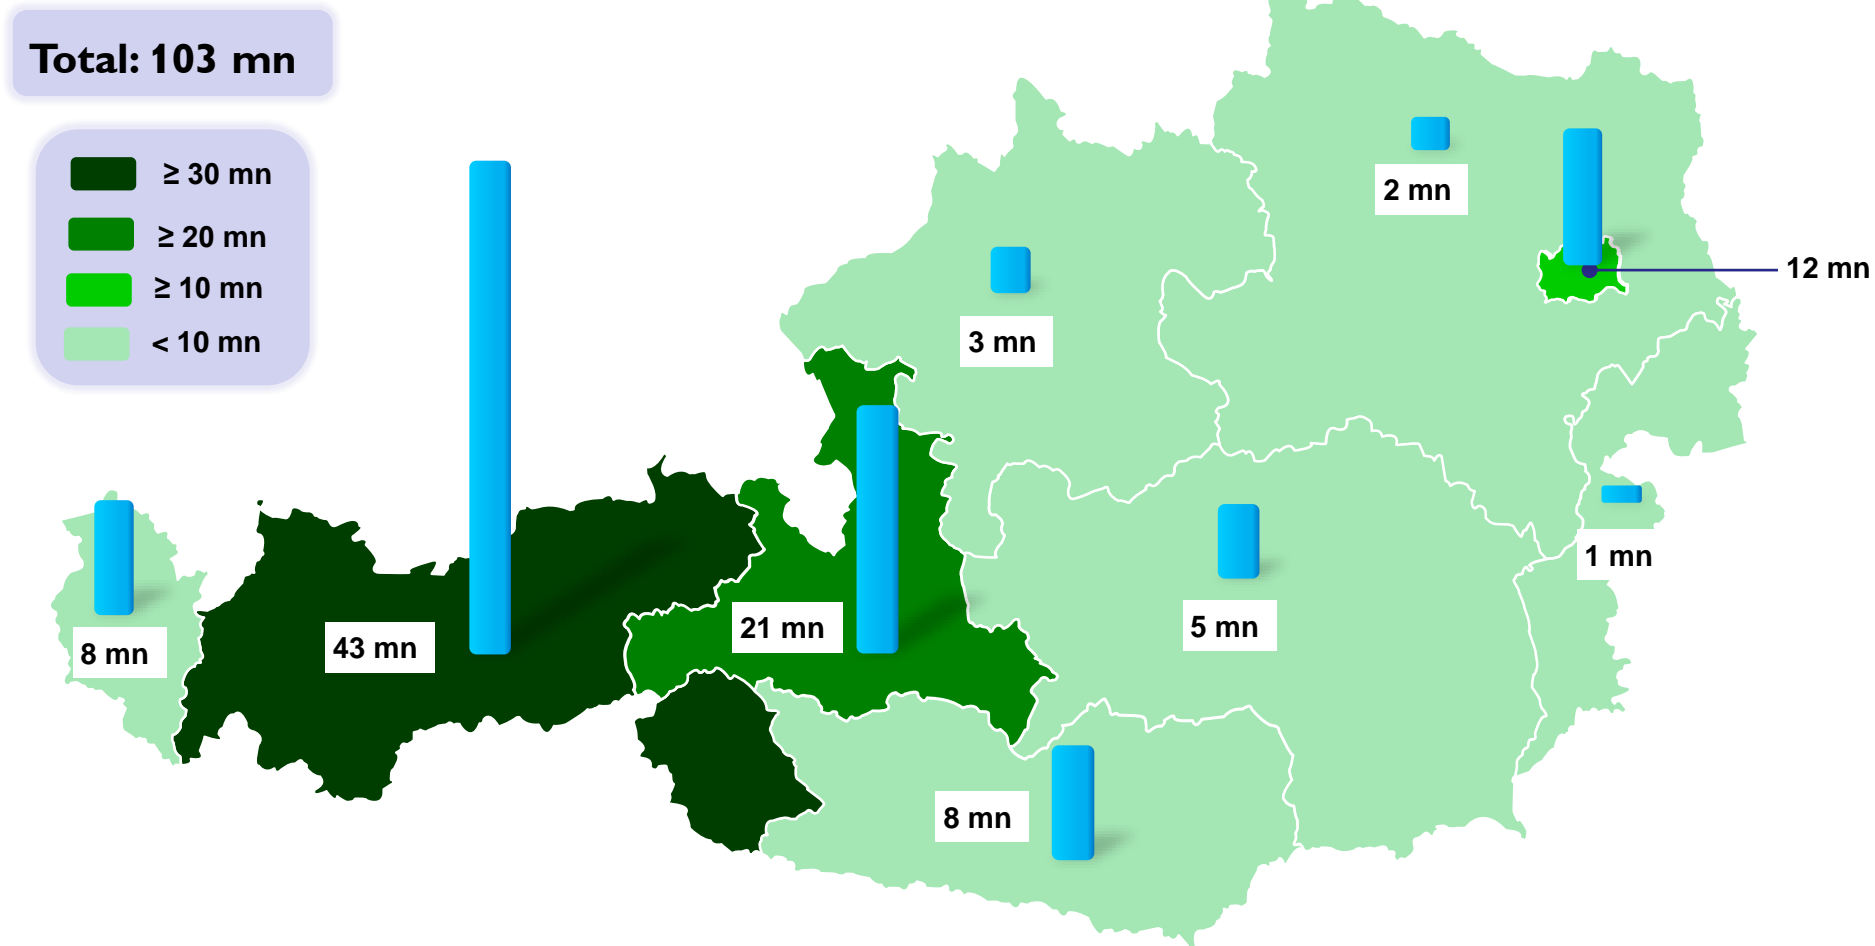 Total: 103 mn
≥ 30 mn
≥ 20 mn
≥ 10 mn
< 10 mn
2 mn
12 mn
3 mn
1 mn
8 mn
43 mn
21 mn
5 mn
8 mn